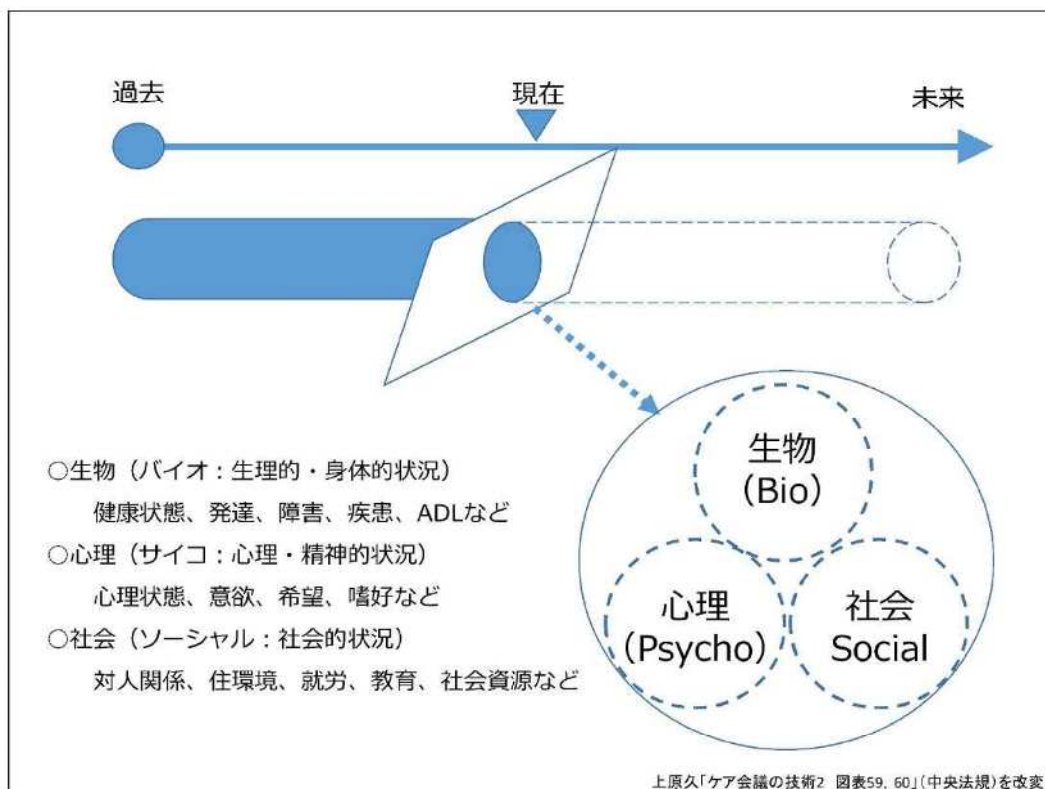 過去
現在
未来
○生物（バイオ：生理的・身体的状況）
健康状態、発達、障害、疾患、ADLなど
○心理（サイコ：心理・精神的状況）
心理状態、意欲、希望、嗜好など
○社会（ソーシャル：社会的状況）
対人関係、住環境、就労、教育、社会資源など
生物
（Bio）
心理
（Psycho）
社会
Social
上原久「ケア会議の技術2　図表59, 60」（中央法規）を改変